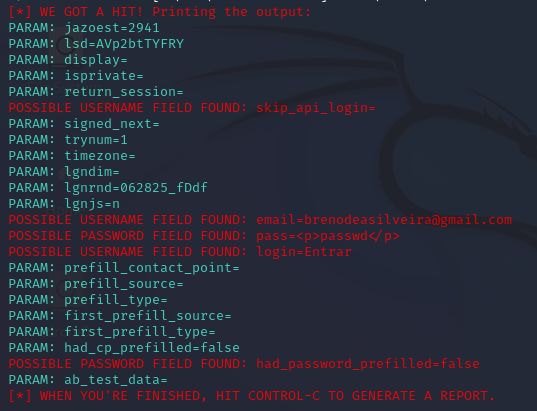 [*] WE GOT A HIT! Printing the output:
PARAM: jazoest=2941
PARAM: lsd=AVp2btTYFRY
PARAM: display=
PARAM: isprivate=
PARAM: return_session=
POSSIBLE USERNAME FIELD FOUND: skip_api_login=
PARAM: signed_next=
PARAM: trynum=1
PARAM: timezone=
PARAM: lgndim=
PARAM: lgnrnd=062825_fDdf
PARAM: lgnjs=n
POSSIBLE USERNAME FIELD FOUND: email=brenodeasilveira@gmail.com
POSSIBLE PASSWORD FIELD FOUND: pass=<p>passwd</p>
POSSIBLE USERNAME FIELD FOUND: login=Entrar
PARAM: prefill_contact_point=
PARAM: prefill_source=
PARAM: prefill_type=
PARAM: first_prefill_source=
PARAM: first_prefill_type=
PARAM: had_cp_prefilled=false
POSSIBLE PASSWORD FIELD FOUND: had_password_prefilled=false
PARAM: ab_test_data=
[*] WHEN YOU'RE FINISHED, HIT CONTROL-C TO GENERATE A REPORT.